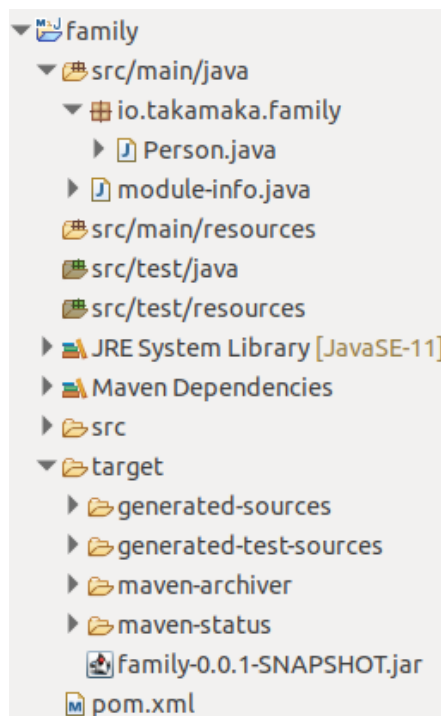 family
src/main/java
io.takamaka.family
Person.java
module-info.java
src/main/resources
src/test/java
src/test/resources
JRE System Library [JavaSE-11]
Maven Dependencies
src
target
generated-sources
generated-test-sources
maven-archiver
maven-status
family-0.0.1-SNAPSHOT.jar
pom.xml